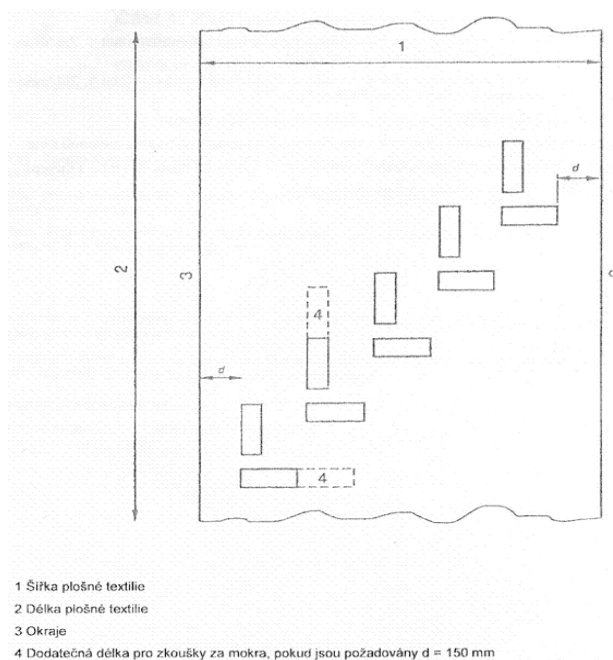 1
d
2
3
4
d
4
1 Šířka plošné textilie
2 Délka plošné textilie
3 Okraje
4 Dodatečná délka pro zkoušky za mokra, pokud jsou požadovány d = 150 mm